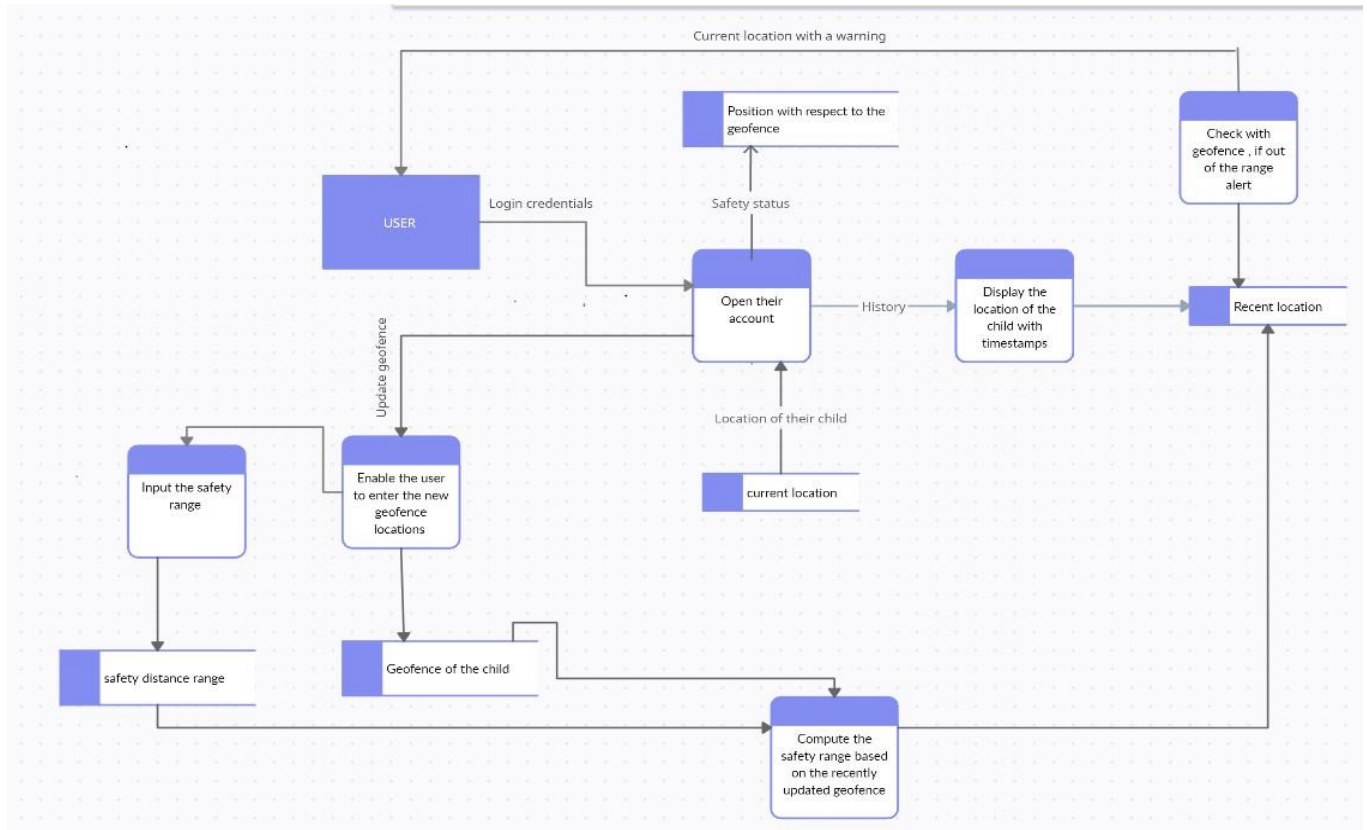 Current location with a warning
Position with respect to the
geofence
Check with
geofence , if out
of the range
alert
USER
Login credentials
Safety status
Open their
account
History
Display the
location of the
child with
timestamps
Recent location
Update geofence
Location of their child
Input the safety
range
Enable the user
to enter the new
geofence
locations
current location
safety distance range
Geofence of the child
Compute the
safety range based
on the recently
updated geofence